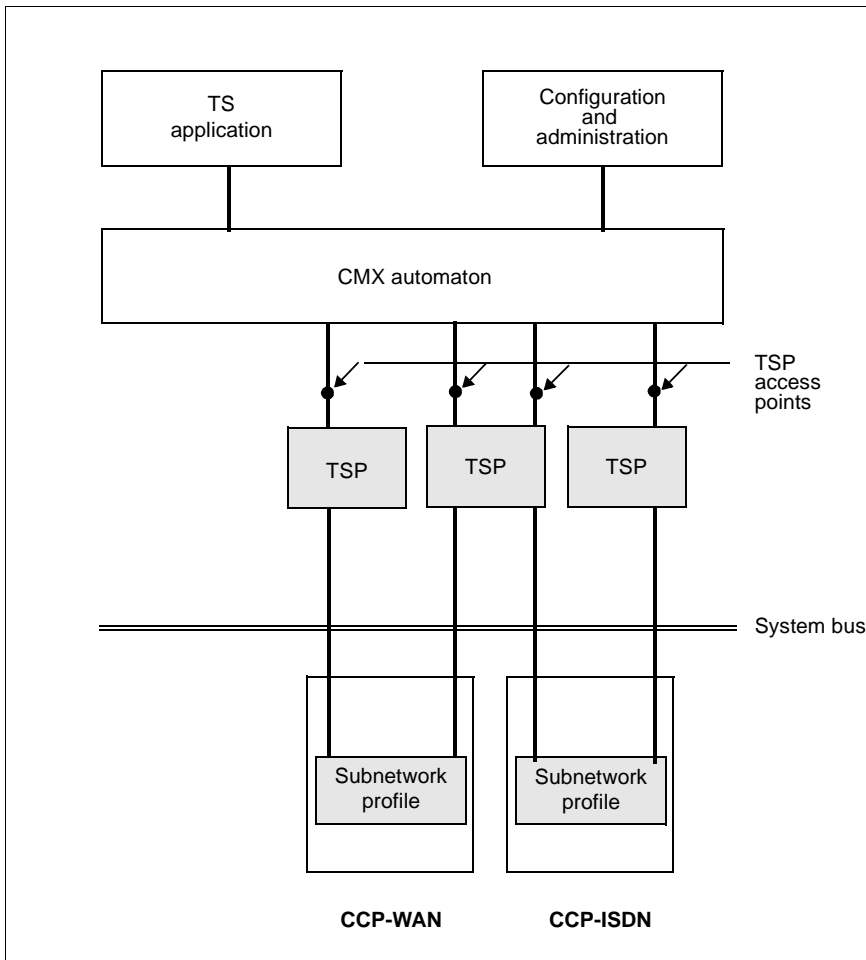 TS
application
Configuration
and
administration
CMX automaton
TSP
access
points
TSP
TSP
TSP
System bus
Subnetwork
profile
Subnetwork
profile
CCP-WAN
CCP-ISDN